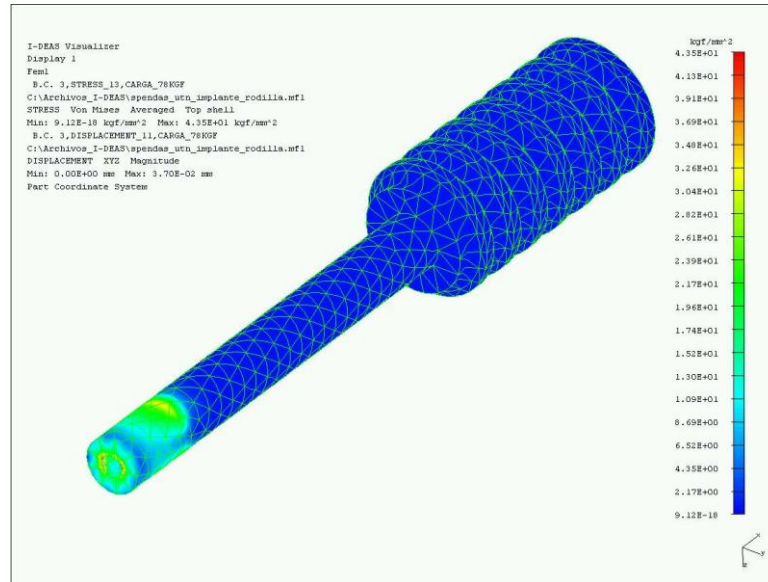 I-DEAS Visualizer
Display 1
Fem1
B.C. 3,STRESS_13,CARGA_78KGF
C:\Archivos_I-DEAS\spendas_utn_implante_rodilla.mf1
STRESS Von Mises Averaged Top shell
Min: 9.12E-18 kgf/mm^2 Max: 4.35E+01 kgf/mm^2
B.C. 3,DISPLACEMENT_11,CARGA_78KGF
C:\Archivos_I-DEAS\spendas_utn_implante_rodilla.mf1
DISPLACEMENT XYZ Magnitude
Min: 0.00E+00 mm Max: 3.70E-02 mm
Part Coordinate System
kgf/mm^2
4.35E+01
4.13E+01
3.91E+01
3.69E+01
3.48E+01
3.26E+01
3.04E+01
2.82E+01
2.61E+01
2.39E+01
2.17E+01
1.96E+01
1.74E+01
1.52E+01
1.30E+01
1.09E+01
8.69E+00
6.52E+00
4.35E+00
2.17E+00
9.12E-18
x
y
z